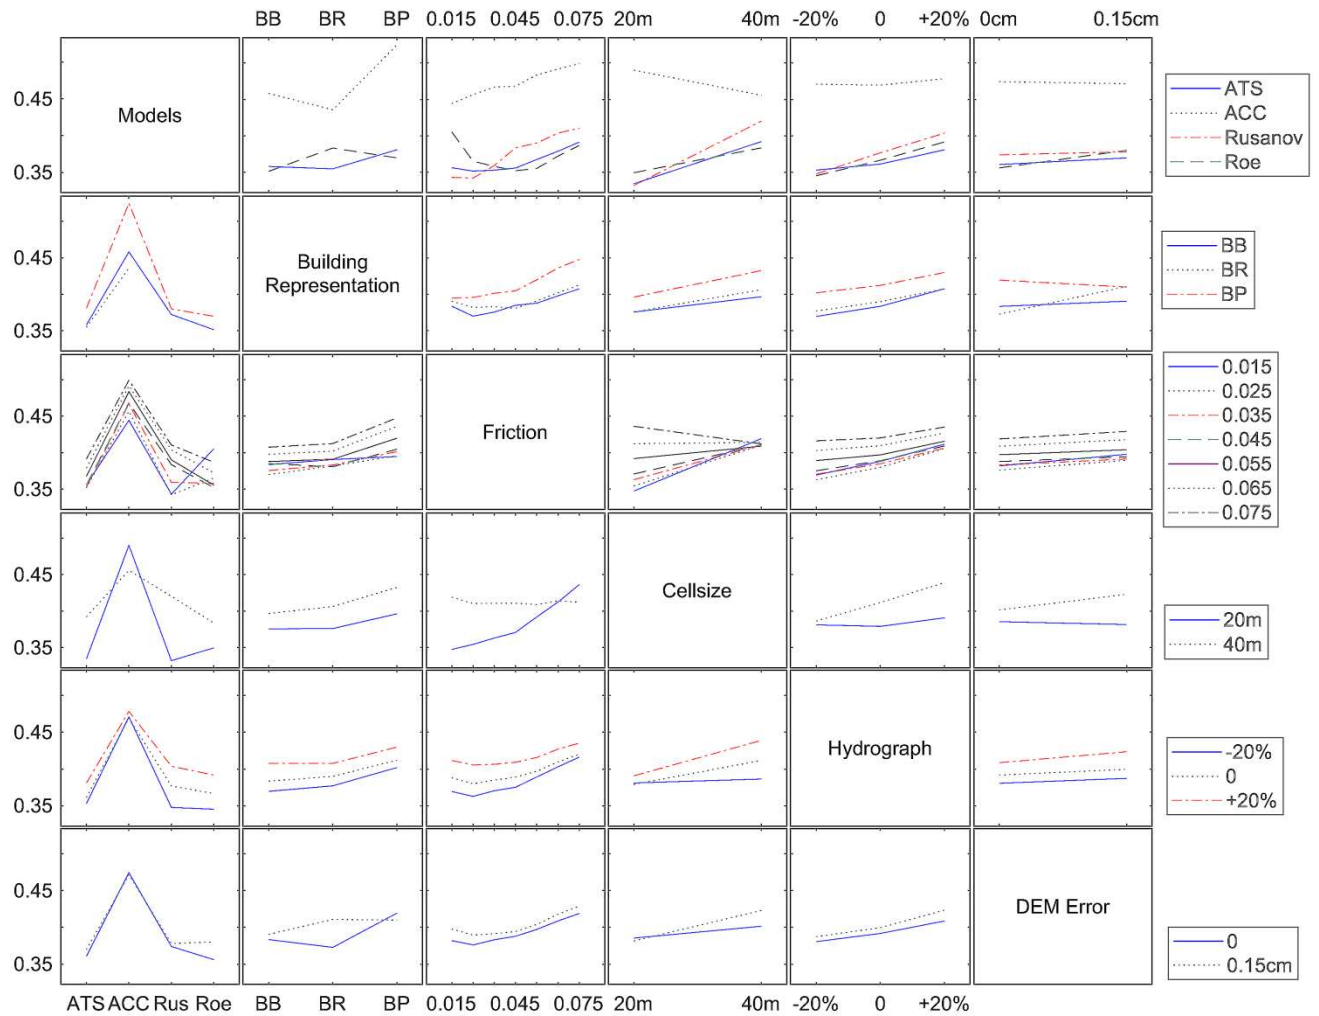 BB BR BP 0.015 0.045 0.075 20m 40m -20% 0 +20% 0cm 0.15cm
0.45
0.35
Models
ATS
ACC
Rusanov
Roe
0.45
0.35
Building
Representation
BB
BR
BP
0.45
0.35
Friction
0.015
0.025
0.035
0.045
0.055
0.065
0.075
0.45
0.35
Cellsize
20m
40m
0.45
0.35
Hydrograph
-20%
0
+20%
0.45
0.35
DEM Error
0
0.15cm
ATS ACC Rus Roe BB BR BP 0.015 0.045 0.075 20m 40m -20% 0 +20%